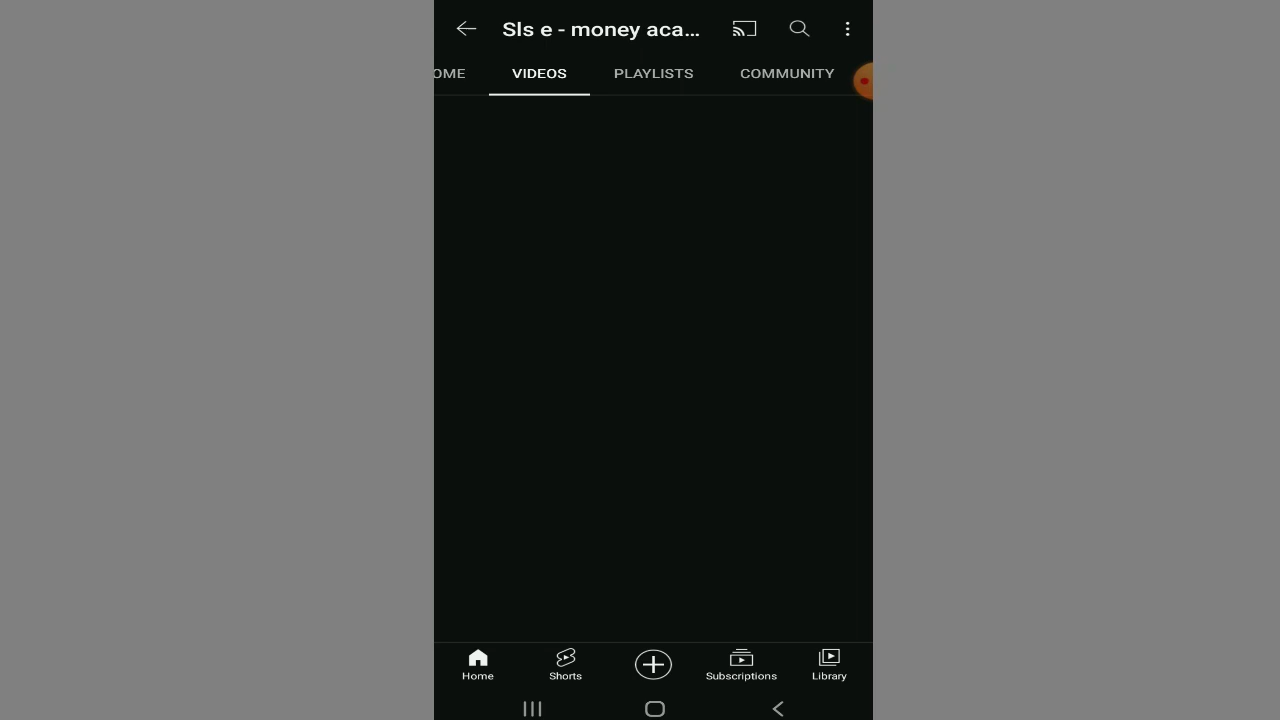 Sls e - money aca...
OME VIDEOS PLAYLISTS COMMUNITY
Home Shorts Subscriptions Library